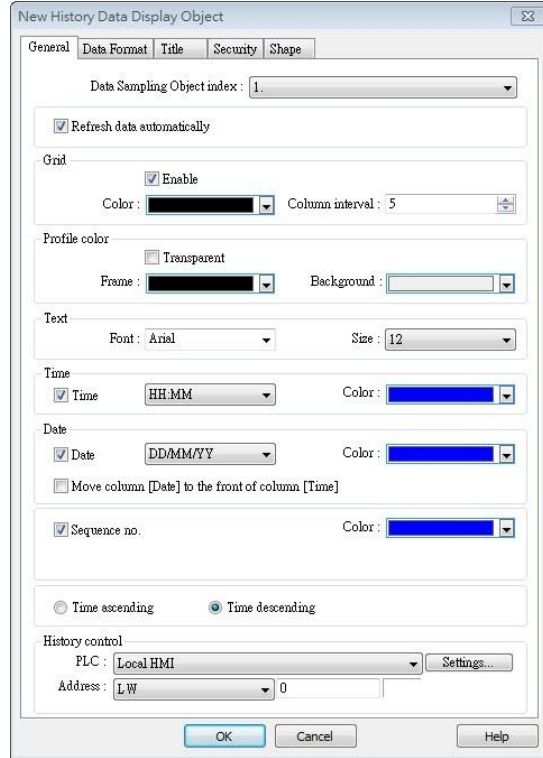 New History Data Display Object
General Data Format Title Security Shape
Data Sampling Object index : 1.
Refresh data automatically
Grid
Enable
Color : Column interval : 5
Profile color
Transparent
Frame : Background :
Text
Font : Arial Size : 12
Time
Time HH:MM Color :
Date
Date DD/MM/YY Color :
Move column [Date] to the front of column [Time]
Sequence no. Color :
Time ascending Time descending
History control
PLC : Local HMI Settings...
Address : LW 0
OK Cancel Help